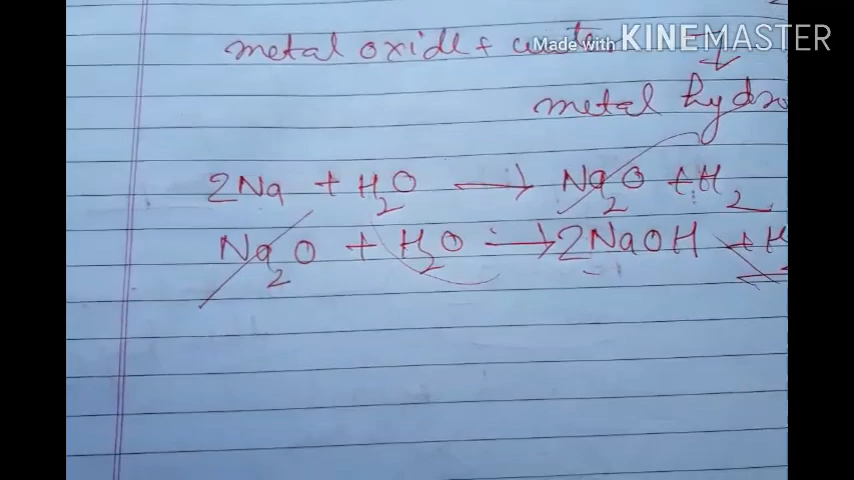 metal oxide + water
Made with KINEMASTER
metal hydro
2Na + H₂O → Na₂O + H₂
Na₂O + H₂O → 2NaOH + H